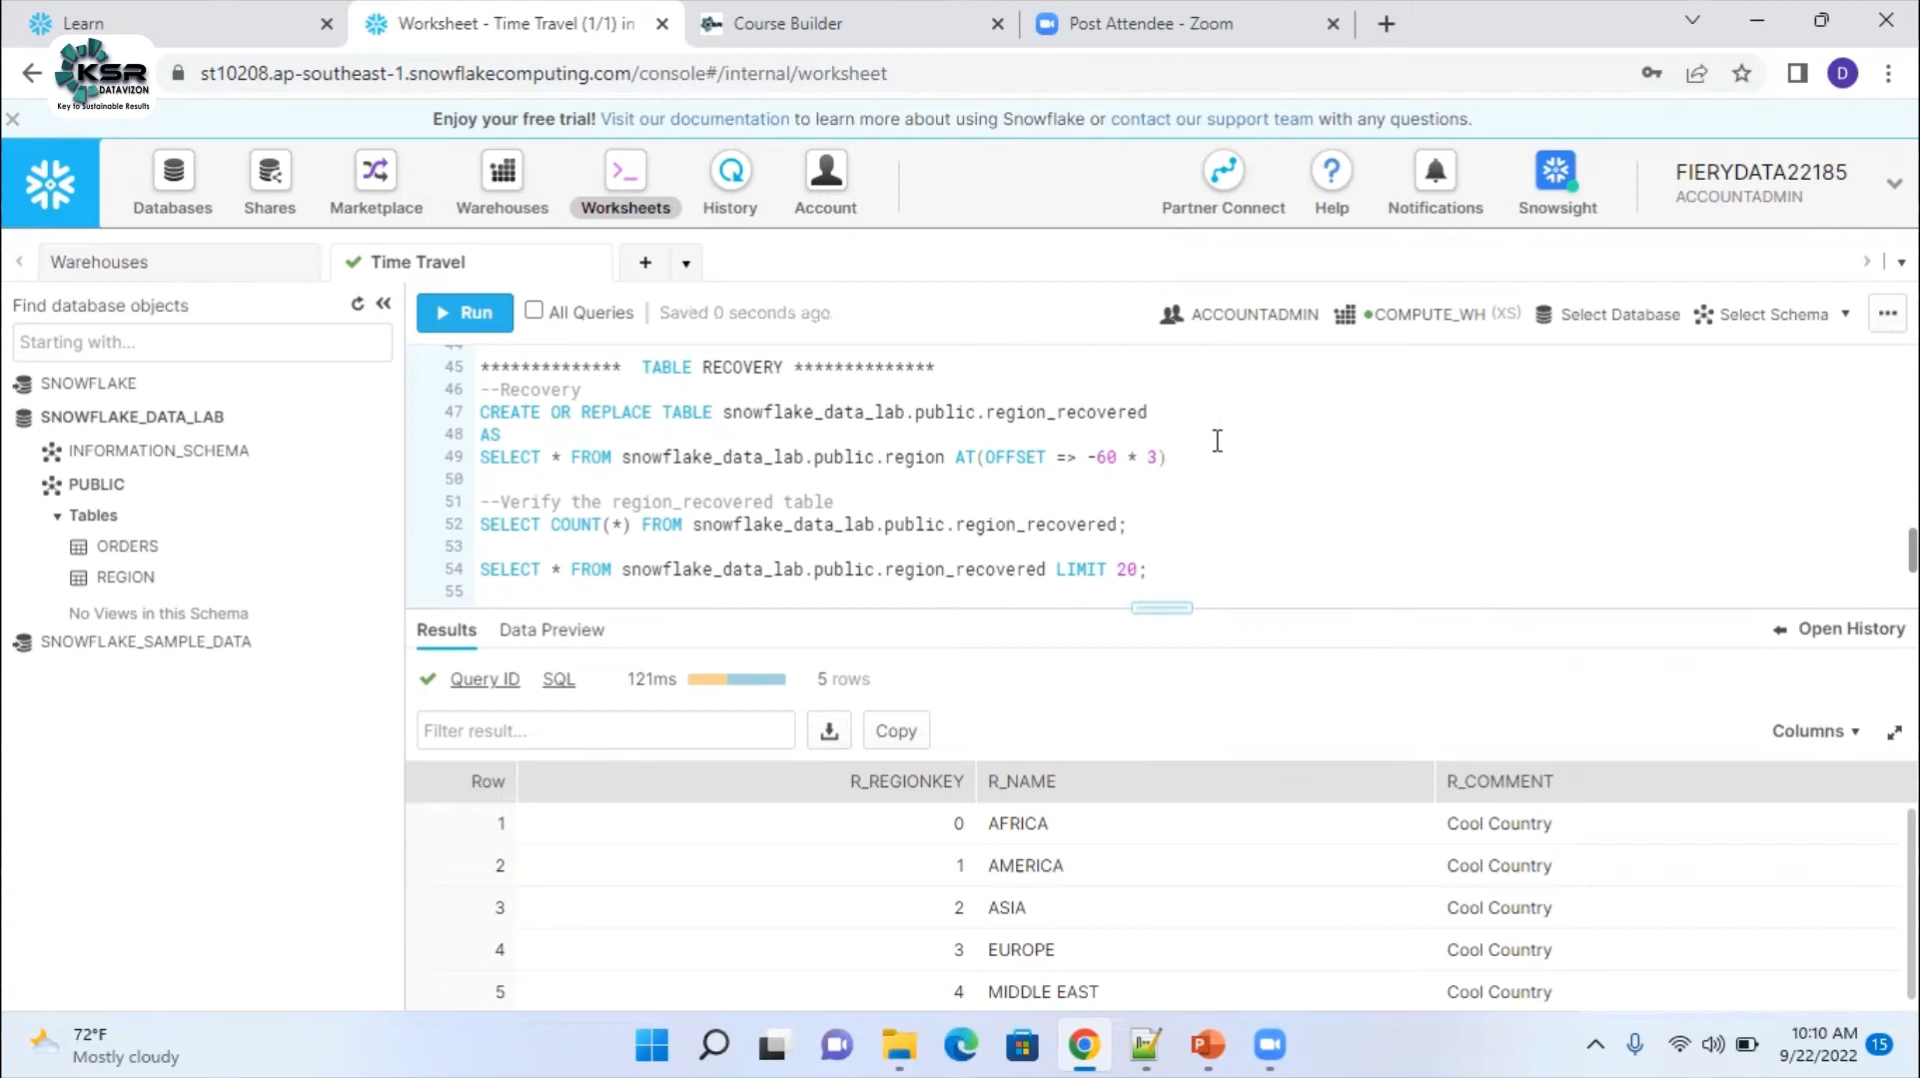 Learn
Worksheet - Time Travel (1/1) in
Course Builder
Post Attendee - Zoom
KSR
DATAVIZON
Key to Sustainable Results
st10208.ap-southeast-1.snowflakecomputing.com/console#/internal/worksheet
D
Enjoy your free trial! Visit our documentation to learn more about using Snowflake or contact our support team with any questions.
Databases
Shares
Marketplace
Warehouses
Worksheets
History
Account
Partner Connect
Help
Notifications
Snowsight
FIERYDATA22185
ACCOUNTADMIN
Warehouses
Time Travel
Find database objects
Starting with...
SNOWFLAKE
SNOWFLAKE_DATA_LAB
INFORMATION_SCHEMA
PUBLIC
Tables
ORDERS
REGION
No Views in this Schema
SNOWFLAKE_SAMPLE_DATA
Run
All Queries
Saved 0 seconds ago
ACCOUNTADMIN
COMPUTE_WH (XS)
Select Database
Select Schema
44
45 ************** TABLE RECOVERY **************
46 --Recovery
47 CREATE OR REPLACE TABLE snowflake_data_lab.public.region_recovered
48 AS
49 SELECT * FROM snowflake_data_lab.public.region AT(OFFSET => -60 * 3)
50
51 --Verify the region_recovered table
52 SELECT COUNT(*) FROM snowflake_data_lab.public.region_recovered;
53
54 SELECT * FROM snowflake_data_lab.public.region_recovered LIMIT 20;
55
Results
Data Preview
Open History
Query ID
SQL
121ms
5 rows
Filter result...
Copy
Columns
Row R_REGIONKEY R_NAME R_COMMENT
1 0 AFRICA Cool Country
2 1 AMERICA Cool Country
3 2 ASIA Cool Country
4 3 EUROPE Cool Country
5 4 MIDDLE EAST Cool Country
72°F
Mostly cloudy
10:10 AM
9/22/2022
15